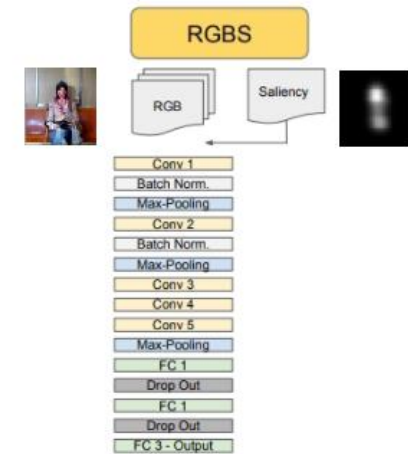 RGBS
RGB
Saliency
Conv 1
Batch Norm.
Max-Pooling
Conv 2
Batch Norm.
Max-Pooling
Conv 3
Conv 4
Conv 5
Max-Pooling
FC 1
Drop Out
FC 1
Drop Out
FC 3 - Output